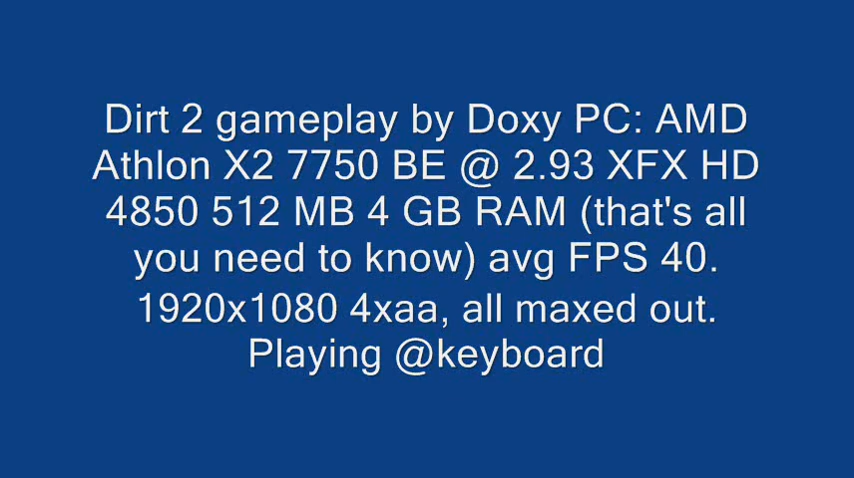 Dirt 2 gameplay by Doxy PC: AMD
Athlon X2 7750 BE @ 2.93 XFX HD
4850 512 MB 4 GB RAM (that's all
you need to know) avg FPS 40.
1920x1080 4xaa, all maxed out.
Playing @keyboard